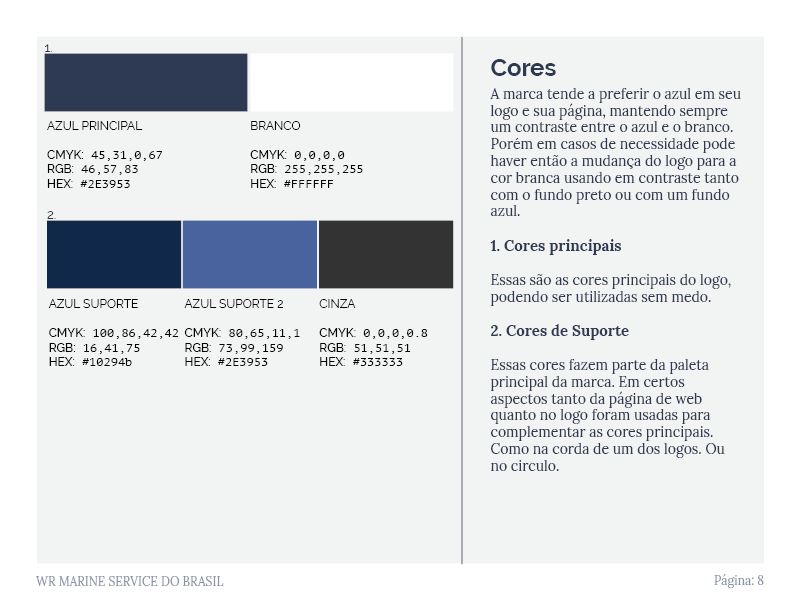 1.
AZUL PRINCIPAL
CMYK: 45,31,0,67
RGB: 46,57,83
HEX: #2E3953
BRANCO
CMYK: 0,0,0,0
RGB: 255,255,255
HEX: #FFFFFF
2.
AZUL SUPORTE
CMYK: 100,86,42,42
RGB: 16,41,75
HEX: #10294b
AZUL SUPORTE 2
CMYK: 80,65,11,1
RGB: 73,99,159
HEX: #2E3953
CINZA
CMYK: 0,0,0,0.8
RGB: 51,51,51
HEX: #333333
Cores
A marca tende a preferir o azul em seu
logo e sua página, mantendo sempre
um contraste entre o azul e o branco.
Porém em casos de necessidade pode
haver então a mudança do logo para a
cor branca usando em contraste tanto
com o fundo preto ou com um fundo
azul.
1. Cores principais
Essas são as cores principais do logo,
podendo ser utilizadas sem medo.
2. Cores de Suporte
Essas cores fazem parte da paleta
principal da marca. Em certos
aspectos tanto da página de web
quanto no logo foram usadas para
complementar as cores principais.
Como na corda de um dos logos. Ou
no circulo.
WR MARINE SERVICE DO BRASIL
Página: 8